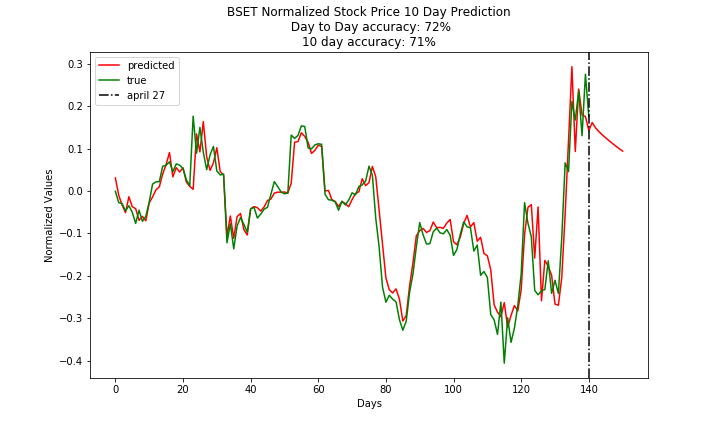 BSET Normalized Stock Price 10 Day Prediction
Day to Day accuracy: 72%
10 day accuracy: 71%
predicted
true
april 27
0.3
0.2
0.1
0.0
−0.1
−0.2
−0.3
−0.4
Normalized Values
0 20 40 60 80 100 120 140
Days